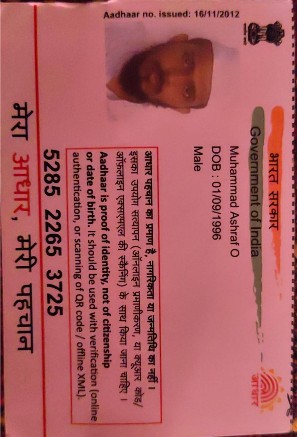 भारत सरकार
Government of India
Aadhaar no. issued: 16/11/2012
Muhammad Ashraf O
DOB : 01/09/1996
Male
आधार पहचान का प्रमाण है, नागरिकता या जन्मतिथि का नहीं ।
इसका उपयोग सत्यापन (ऑनलाइन प्रमाणीकरण, या क्यूआर कोड/
ऑफ़लाइन एक्सएमएल की स्कैनिंग) के साथ किया जाना चाहिए ।
Aadhaar is proof of identity, not of citizenship
or date of birth. It should be used with verification (online
authentication, or scanning of QR code / offline XML).
5285 2265 3725
मेरा आधार, मेरी पहचान